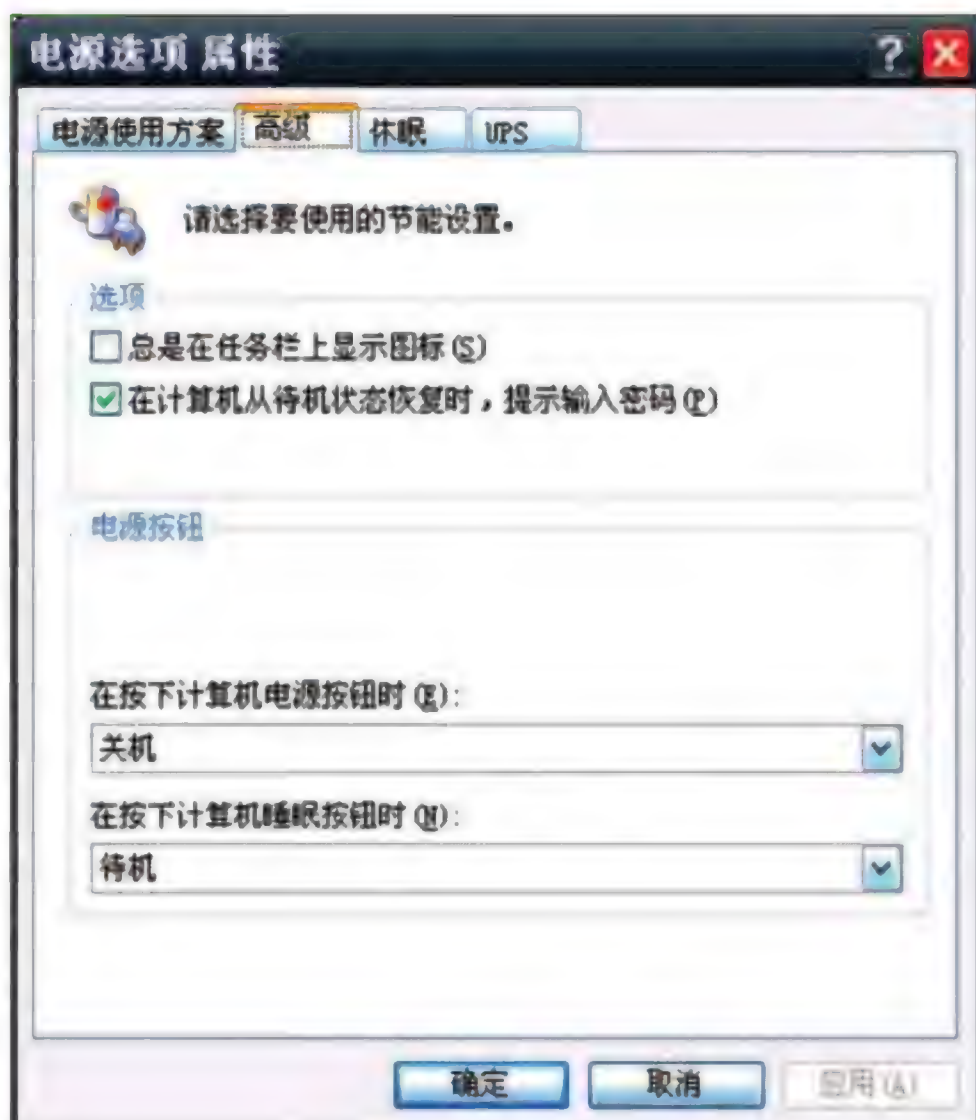 电源选项 属性
电源使用方案 高级 休眠 UPS
请选择要使用的节能设置。
选项
总是在任务栏上显示图标(S)
在计算机从待机状态恢复时，提示输入密码(P)
电源按钮
在按下计算机电源按钮时(E):
关机
在按下计算机睡眠按钮时(N):
待机
确定 取消 应用(A)